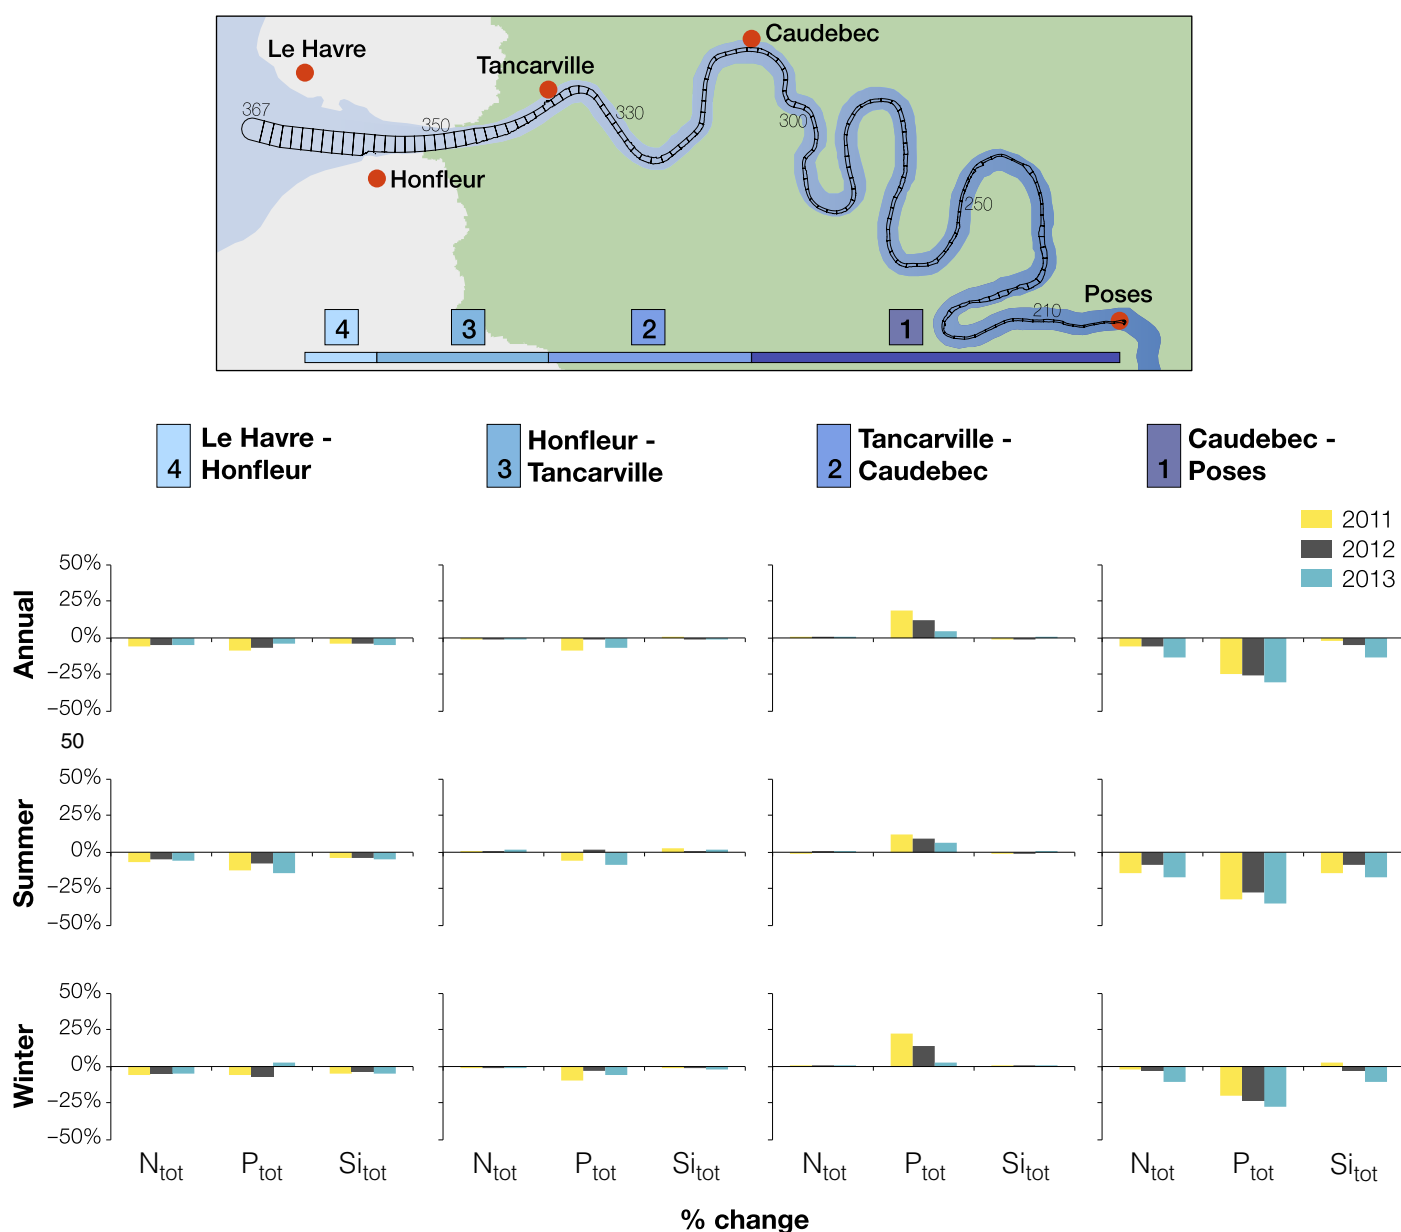 Le Havre
Caudebec
Tancarville
367
350
330
300
Honfleur
250
Poses
210
4
3
2
1
4
Le Havre -
Honfleur
3
Honfleur -
Tancarville
2
Tancarville -
Caudebec
1
Caudebec -
Poses
2011
2012
2013
Annual
50%
25%
0%
−25%
−50%
50
Summer
50%
25%
0%
−25%
−50%
Winter
50%
25%
0%
−25%
−50%
Ntot Ptot Sitot
Ntot Ptot Sitot
Ntot Ptot Sitot
Ntot Ptot Sitot
% change